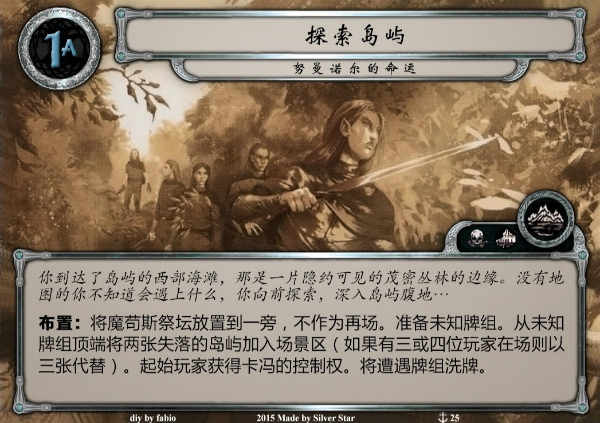 1A
探索岛屿
努曼诺尔的命运
你到达了岛屿的西部海滩，那是一片隐约可见的茂密丛林的边缘。没有地
图的你不知道会遇上什么，你向前探索，深入岛屿腹地…
布置：将魔苟斯祭坛放置到一旁，不作为再场。准备未知牌组。从未知
牌组顶端将两张失落的岛屿加入场景区（如果有三或四位玩家在场则以
三张代替）。起始玩家获得卡冯的控制权。将遭遇牌组洗牌。
diy by fabio 2015 Made by Silver Star 25